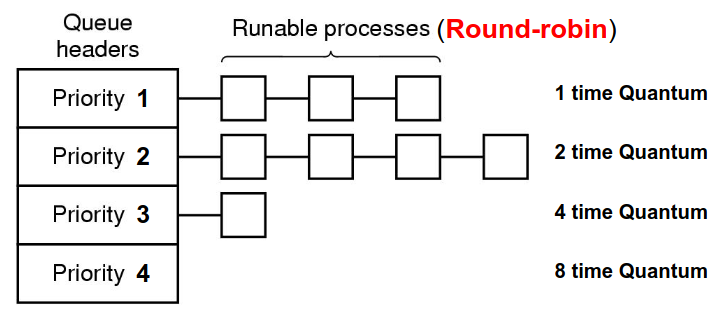 Queue
headers
Runable processes (Round-robin)
Priority 1
1 time Quantum
Priority 2
2 time Quantum
Priority 3
4 time Quantum
Priority 4
8 time Quantum